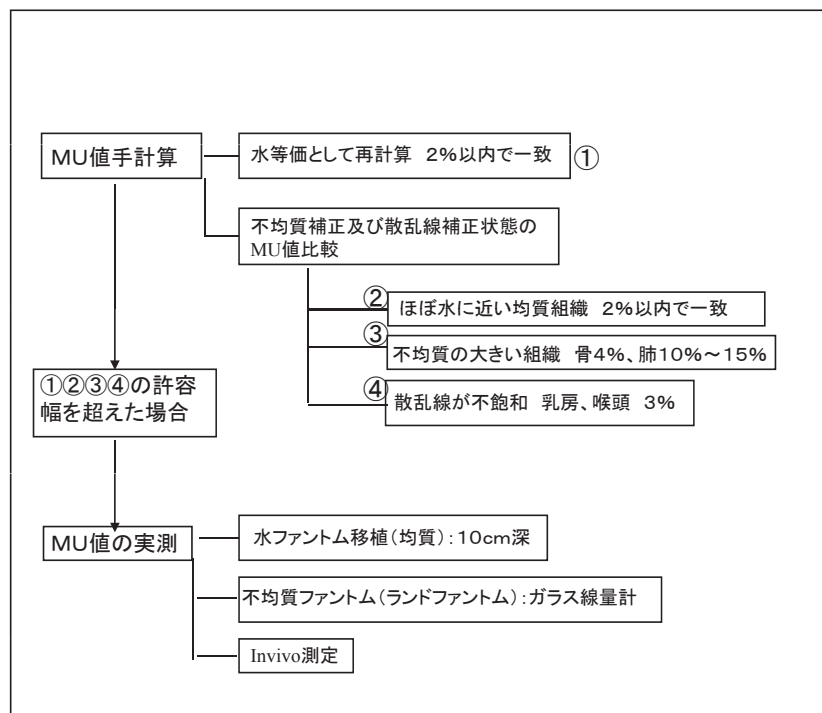 MU値手計算
水等価として再計算 2%以内で一致 ①
不均質補正及び散乱線補正状態の
MU値比較
② ほぼ水に近い均質組織 2%以内で一致
③ 不均質の大きい組織 骨4%、肺10%~15%
④ 散乱線が不飽和 乳房、喉頭 3%
①②③④の許容
幅を超えた場合
MU値の実測
水ファントム移植(均質):10cm深
不均質ファントム(ランドファントム):ガラス線量計
Invivo測定